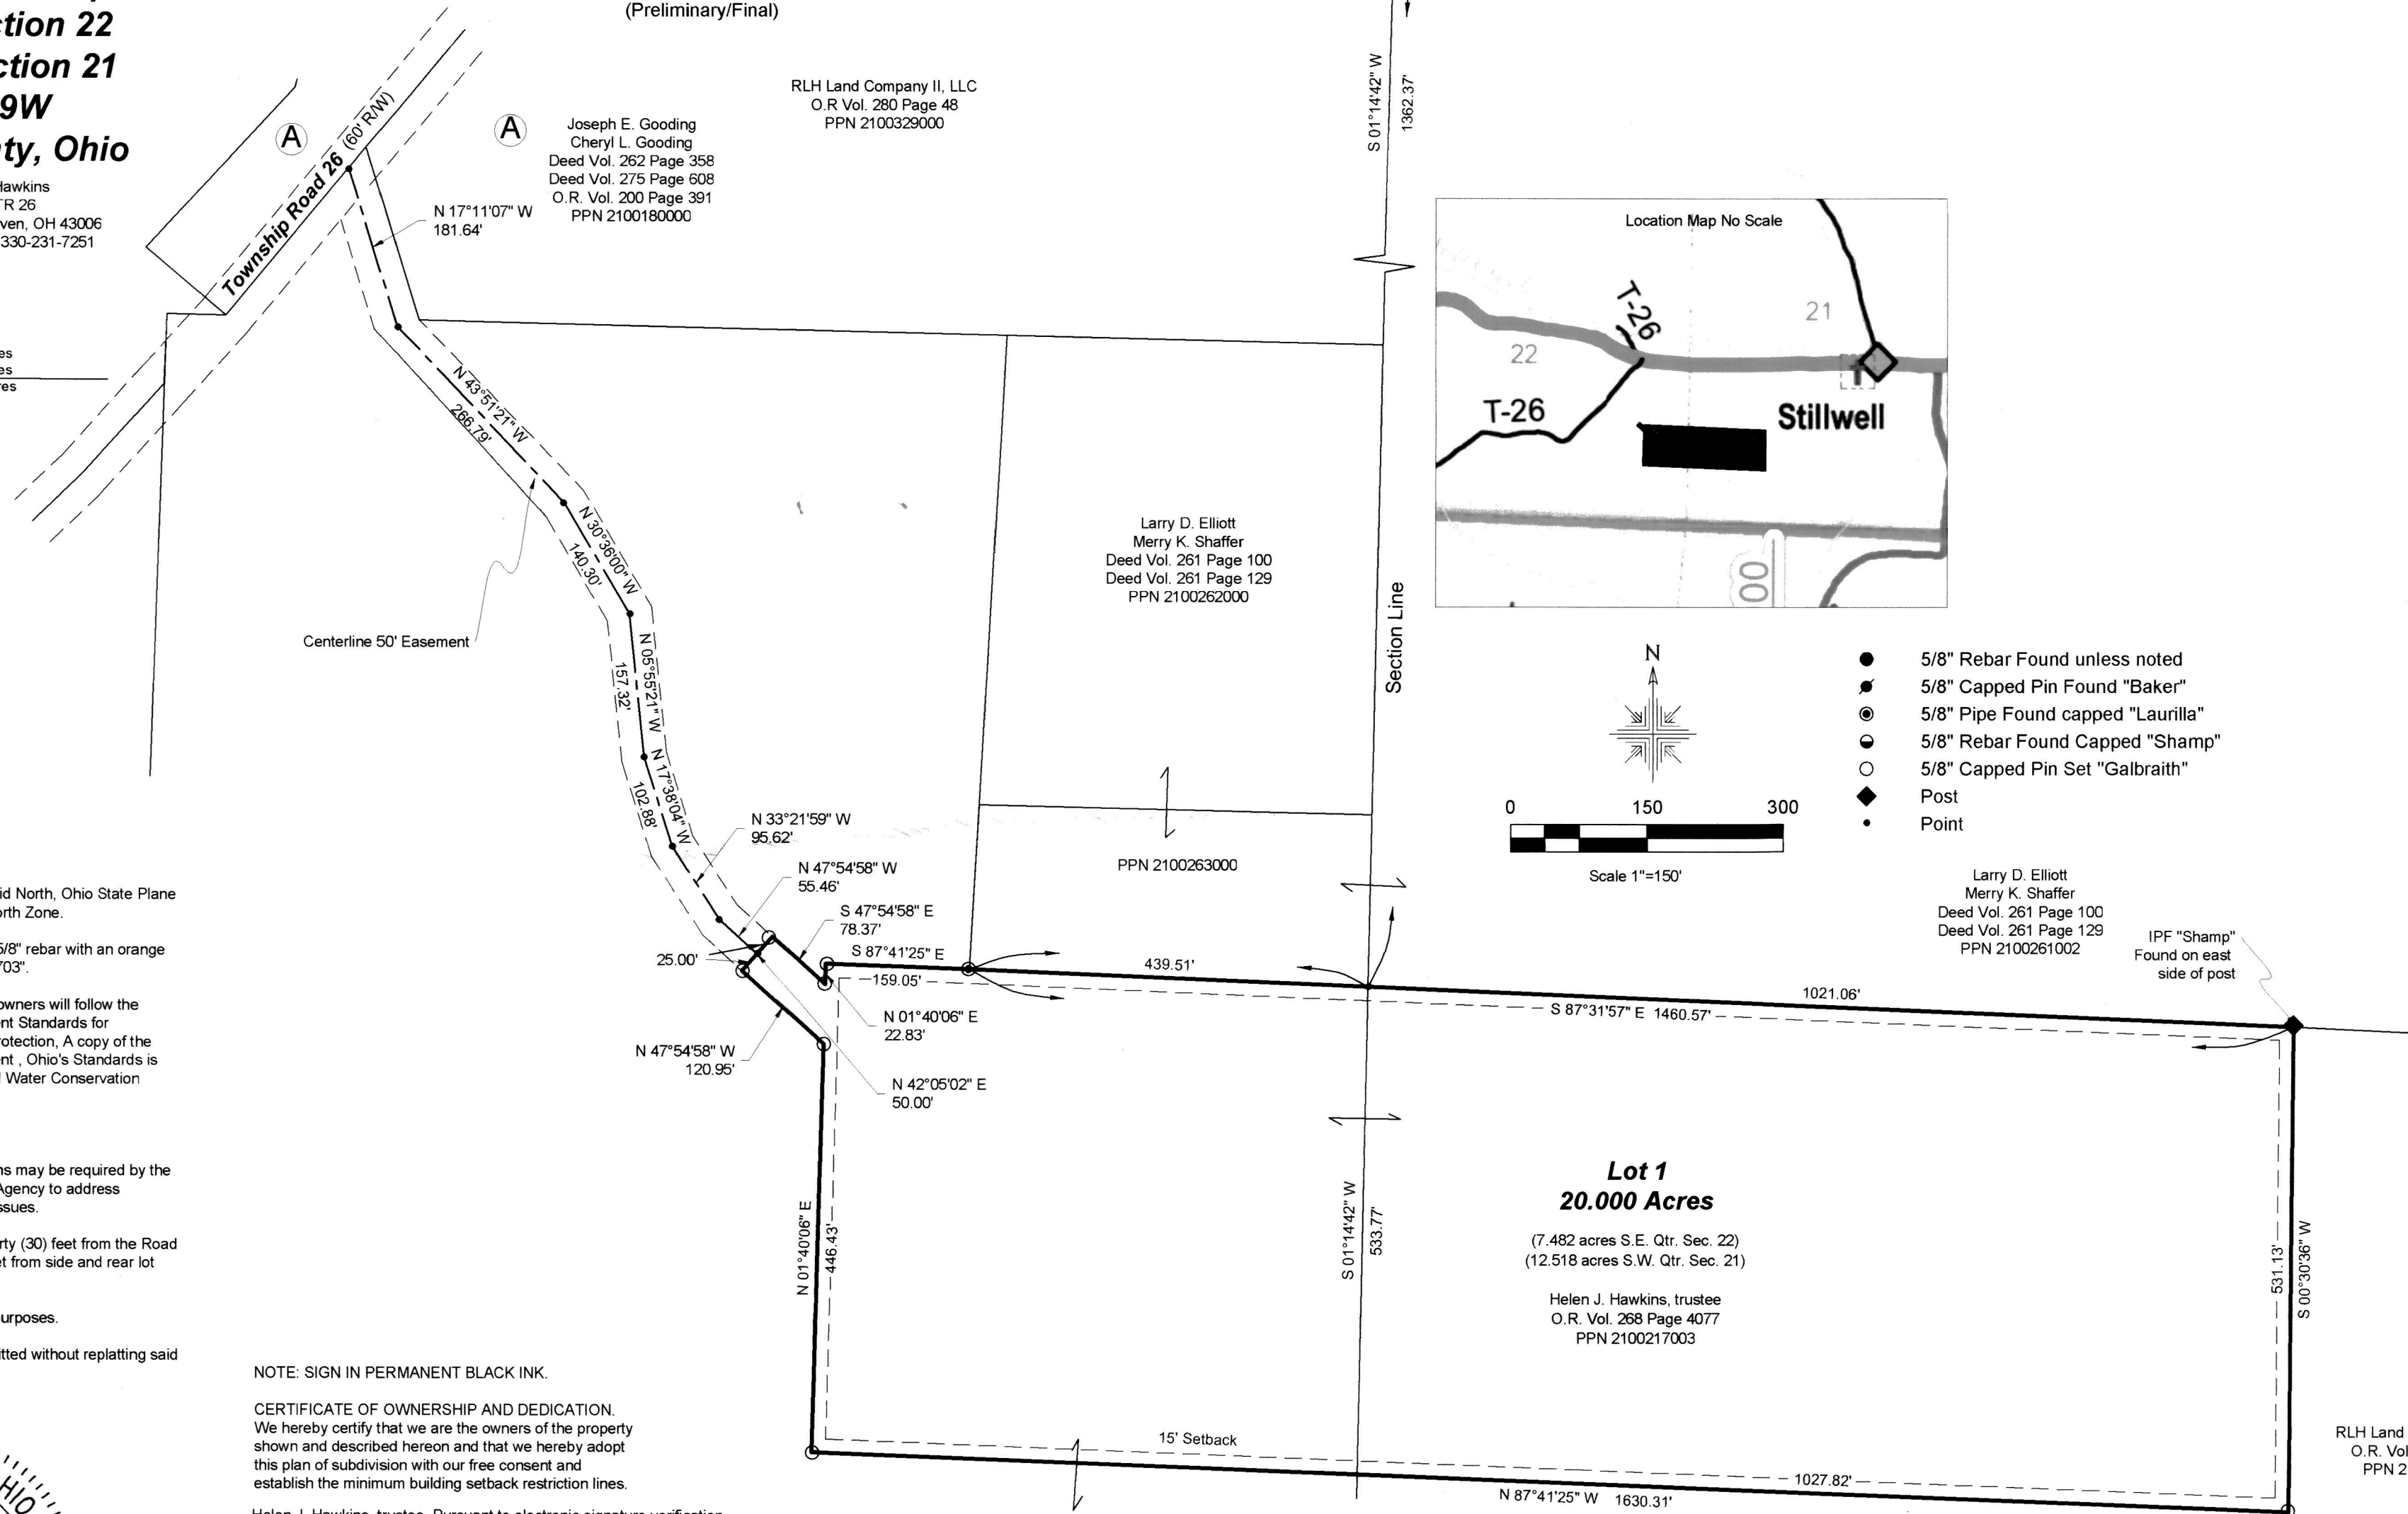 ction 22
ction 21
9W
nty, Ohio
Hawkins
TR 26
ven, OH 43006
330-231-7251
es
es
res
(Preliminary/Final)
A
A
Township Road 26 (60' R/W)
Joseph E. Gooding
Cheryl L. Gooding
Deed Vol. 262 Page 358
Deed Vol. 275 Page 608
O.R. Vol. 200 Page 391
PPN 2100180000
RLH Land Company II, LLC
O.R Vol. 280 Page 48
PPN 2100329000
S 01°14'42" W
1362.37'
N 17°11'07" W
181.64'
Location Map No Scale
T-26
21
22
T-26
Stillwell
00
N 43°51'21" W
266.79'
N 30°36'00" W
140.30'
Centerline 50' Easement
N 05°55'21" W
157.32'
N 17°38'04" W
102.88'
N 33°21'59" W
95.62'
N 47°54'58" W
55.46'
S 47°54'58" E
78.37'
25.00'
S 87°41'25" E
159.05'
N 01°40'06" E
22.83'
N 47°54'58" W
120.95'
N 42°05'02" E
50.00'
Larry D. Elliott
Merry K. Shaffer
Deed Vol. 261 Page 100
Deed Vol. 261 Page 129
PPN 2100262000
Section Line
PPN 2100263000
N
0 150 300
Scale 1"=150'
5/8" Rebar Found unless noted
5/8" Capped Pin Found "Baker"
5/8" Pipe Found capped "Laurilla"
5/8" Rebar Found Capped "Shamp"
5/8" Capped Pin Set "Galbraith"
Post
Point
Larry D. Elliott
Merry K. Shaffer
Deed Vol. 261 Page 100
Deed Vol. 261 Page 129
PPN 2100261002
IPF "Shamp"
Found on east
side of post
439.51'
1021.06'
S 87°31'57" E 1460.57'
N 01°40'06" E
446.43'
S 01°14'42" W
533.77'
Lot 1
20.000 Acres
(7.482 acres S.E. Qtr. Sec. 22)
(12.518 acres S.W. Qtr. Sec. 21)
Helen J. Hawkins, trustee
O.R. Vol. 268 Page 4077
PPN 2100217003
531.13'
S 00°30'36" W
15' Setback
1027.82'
N 87°41'25" W 1630.31'
RLH Land
O.R. Vol
PPN 2
id North, Ohio State Plane
orth Zone.
5/8" rebar with an orange
703".
owners will follow the
ent Standards for
rotection, A copy of the
ent , Ohio's Standards is
l Water Conservation
ns may be required by the
Agency to address
ssues.
rty (30) feet from the Road
et from side and rear lot
urposes.
itted without replatting said
HIO
NOTE: SIGN IN PERMANENT BLACK INK.
CERTIFICATE OF OWNERSHIP AND DEDICATION.
We hereby certify that we are the owners of the property
shown and described hereon and that we hereby adopt
this plan of subdivision with our free consent and
establish the minimum building setback restriction lines.
Helen J. Hawkins, trustee. Pursuant to electronic signature verification